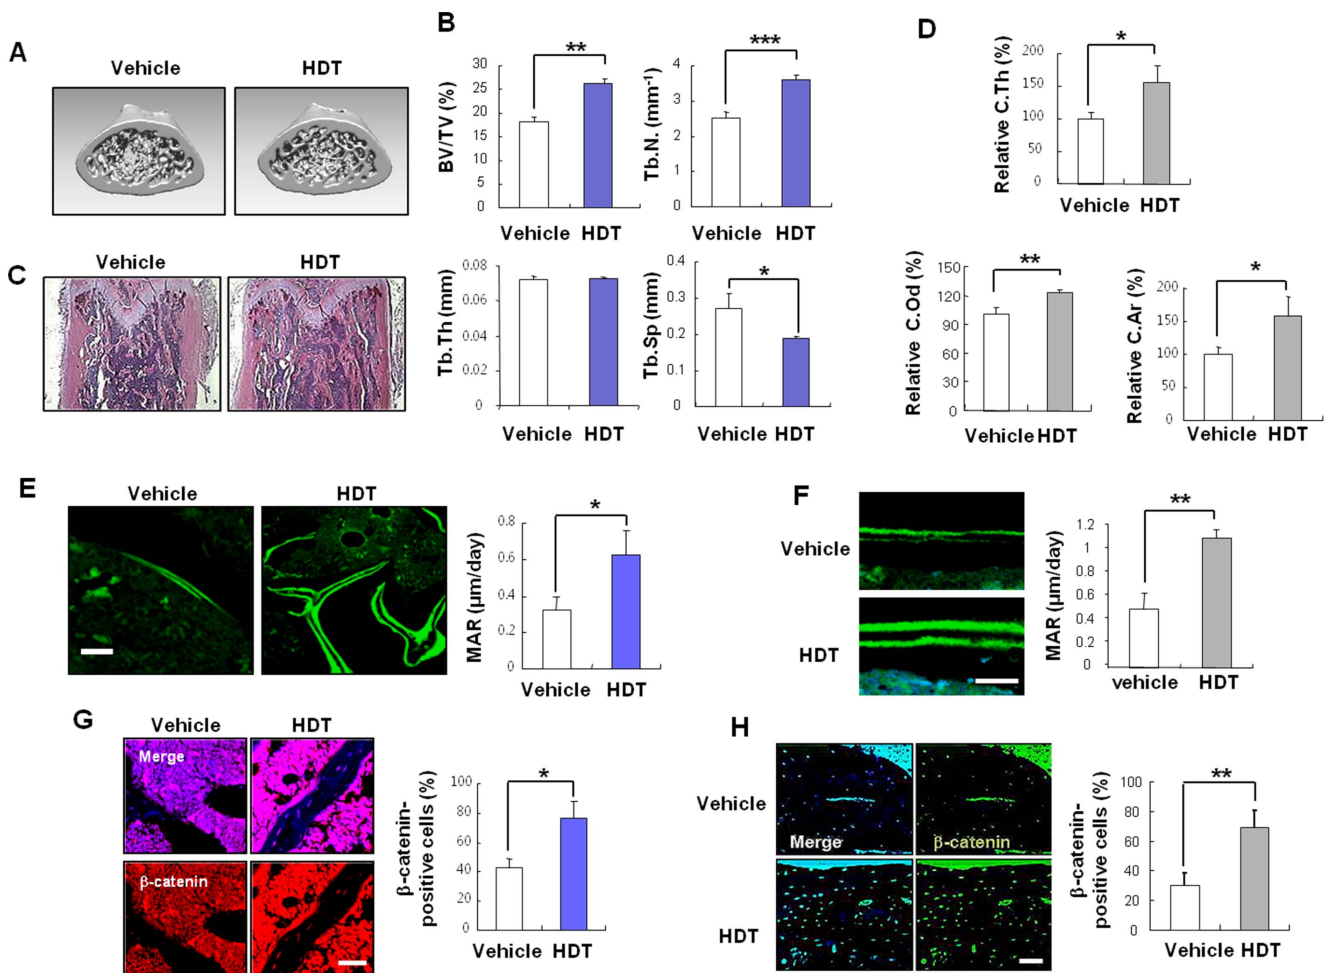 A
Vehicle
HDT
B
**
BV/TV (%)
30
25
20
15
10
5
0
Vehicle HDT
***
Tb.N. (mm-1)
4
3
2
1
0
Vehicle HDT
D
*
Relative C.Th (%)
200
150
100
50
0
Vehicle HDT
C
Vehicle
HDT
Tb.Th (mm)
0.08
0.06
0.04
0.02
0
Vehicle HDT
*
Tb.Sp (mm)
0.4
0.3
0.2
0.1
0
Vehicle HDT
**
Relative C.Od (%)
150
120
90
60
30
0
Vehicle HDT
*
Relative C.Ar (%)
200
150
100
50
0
Vehicle HDT
E
Vehicle
HDT
*
MAR (μm/day)
0.8
0.6
0.4
0.2
0
Vehicle HDT
F
Vehicle
HDT
**
MAR (μm/day)
1.2
1
0.8
0.6
0.4
0.2
0
vehicle HDT
G
Vehicle
HDT
Merge
β-catenin
*
β-catenin-
positive cells (%)
100
80
60
40
20
0
Vehicle HDT
H
Vehicle
Merge
β-catenin
HDT
**
β-catenin-
positive cells (%)
100
80
60
40
20
0
Vehicle HDT